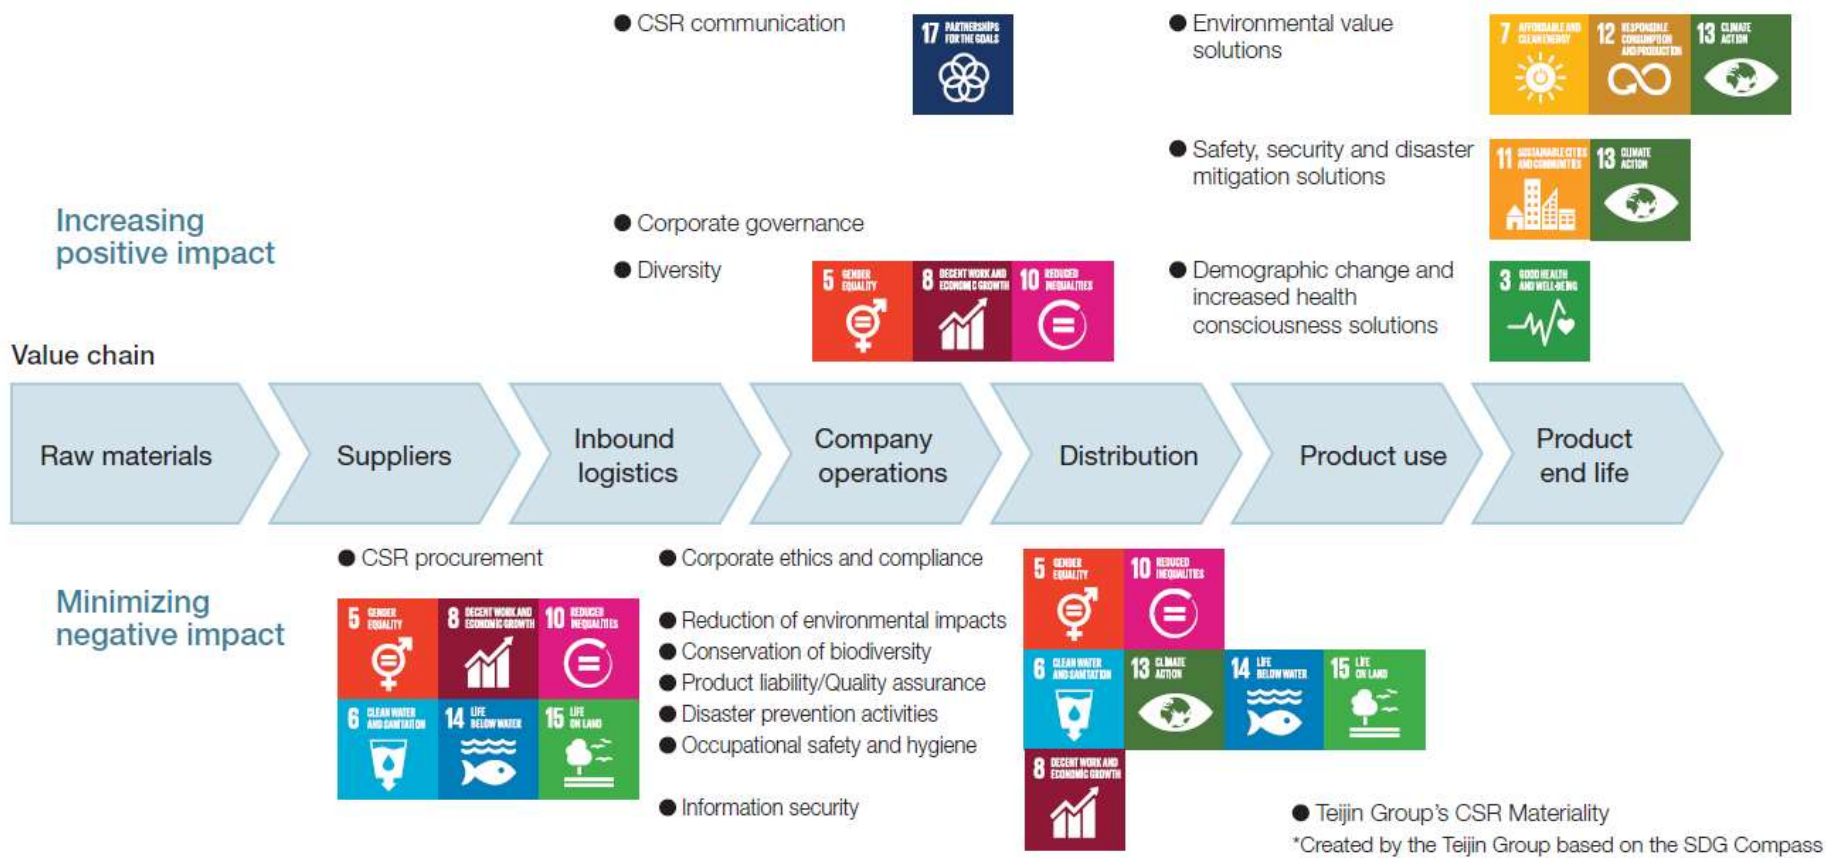 ● CSR communication
17 PARTNERSHIPS
FOR THE GOALS
● Environmental value
solutions
7 AFFORDABLE AND
CLEAN ENERGY
12 RESPONSIBLE
CONSUMPTION
AND PRODUCTION
13 CLIMATE
ACTION
● Safety, security and disaster
mitigation solutions
11 SUSTAINABLE CITIES
AND COMMUNITIES
13 CLIMATE
ACTION
Increasing
positive impact
● Corporate governance
● Diversity
5 GENDER
EQUALITY
8 DECENT WORK AND
ECONOMIC GROWTH
10 REDUCED
INEQUALITIES
● Demographic change and
increased health
consciousness solutions
3 GOOD HEALTH
AND WELL-BEING
Value chain
Raw materials
Suppliers
Inbound
logistics
Company
operations
Distribution
Product use
Product
end life
Minimizing
negative impact
● CSR procurement
5 GENDER
EQUALITY
8 DECENT WORK AND
ECONOMIC GROWTH
10 REDUCED
INEQUALITIES
6 CLEAN WATER
AND SANITATION
14 LIFE
BELOW WATER
15 LIFE
ON LAND
● Corporate ethics and compliance
● Reduction of environmental impacts
● Conservation of biodiversity
● Product liability/Quality assurance
● Disaster prevention activities
● Occupational safety and hygiene
● Information security
5 GENDER
EQUALITY
10 REDUCED
INEQUALITIES
6 CLEAN WATER
AND SANITATION
13 CLIMATE
ACTION
14 LIFE
BELOW WATER
15 LIFE
ON LAND
8 DECENT WORK AND
ECONOMIC GROWTH
● Teijin Group's CSR Materiality
*Created by the Teijin Group based on the SDG Compass